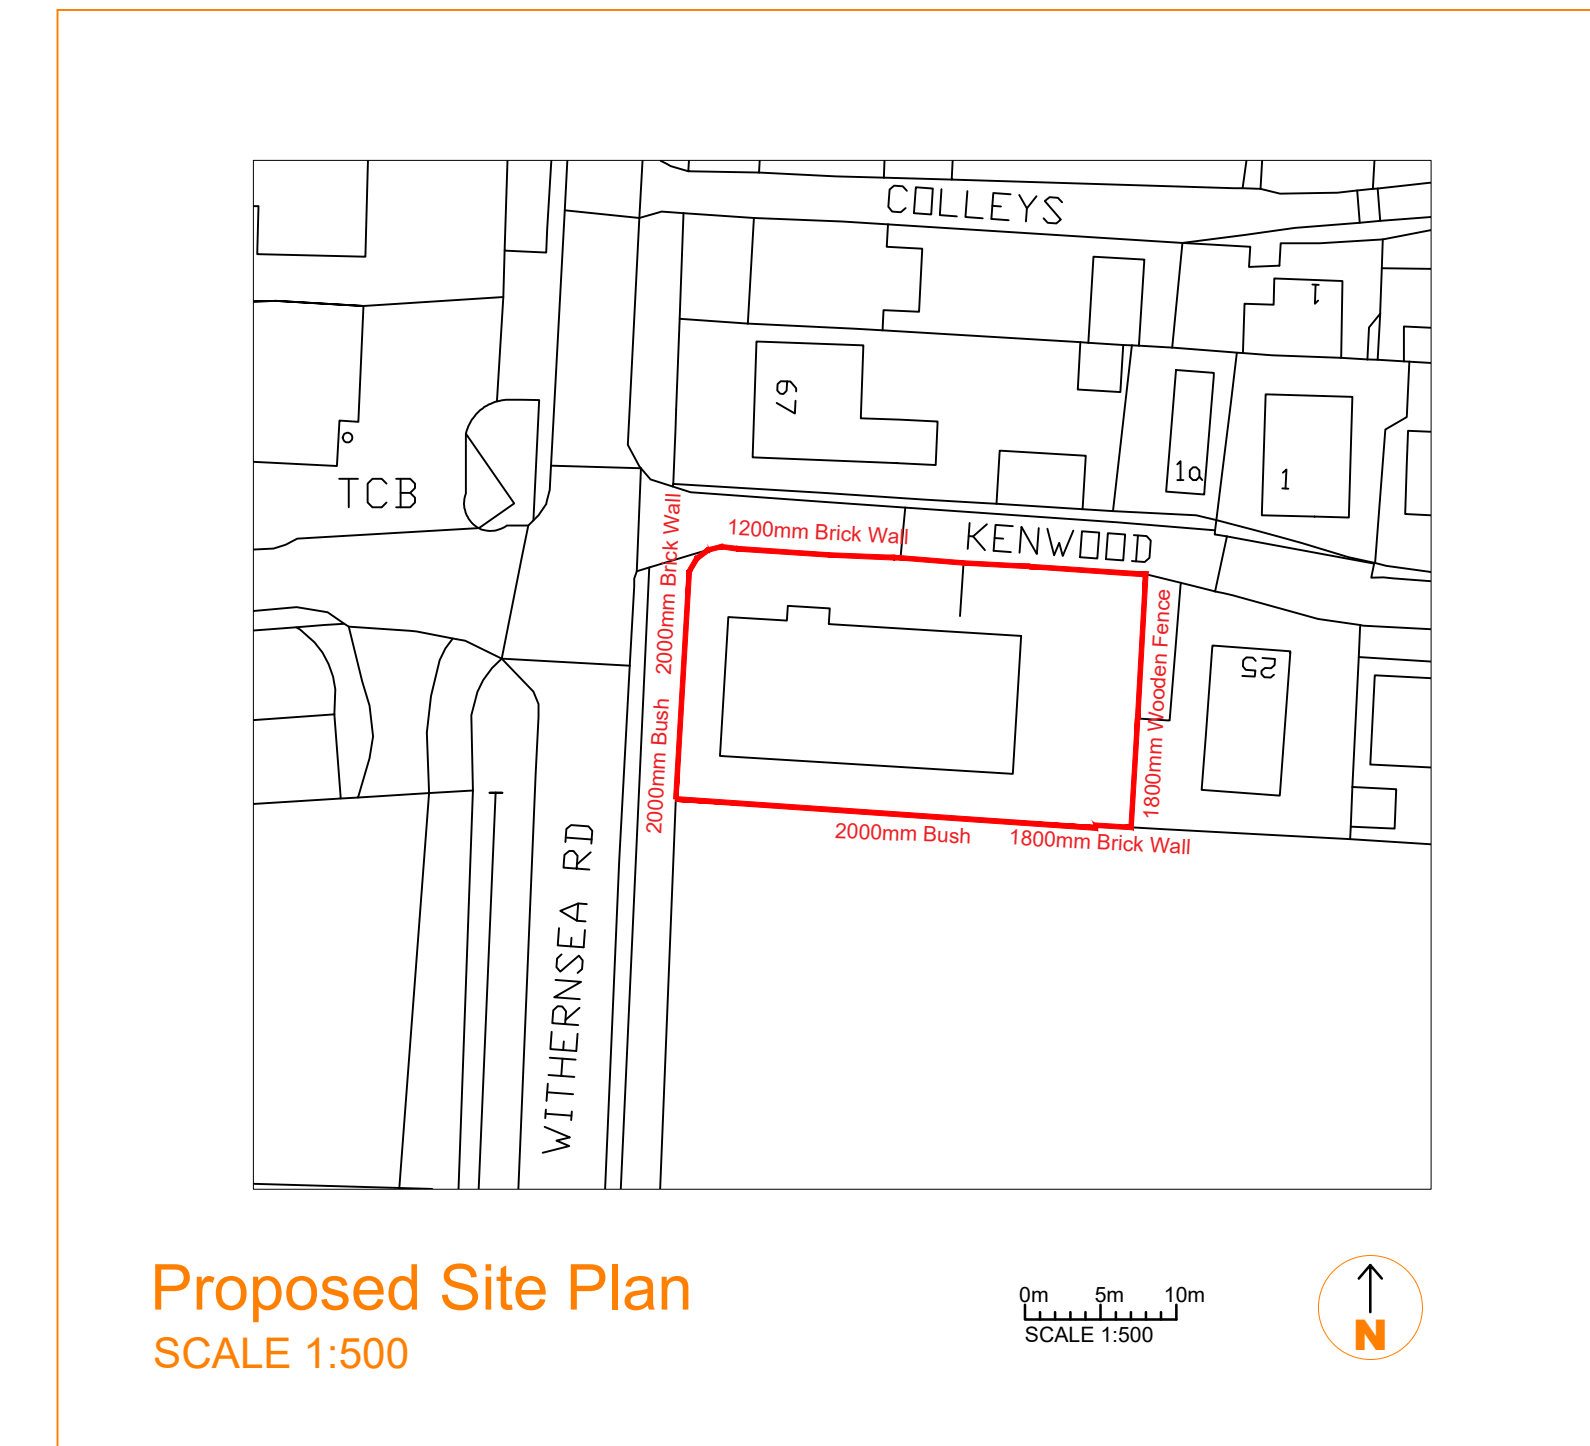 COLLEYS
1
67
1a
1
TCB
2000mm Brick Wall
1200mm Brick Wall
KENWOOD
1800mm Wooden Fence
25
2000mm Bush
2000mm Bush
1800mm Brick Wall
WITHERNSEA RD
Proposed Site Plan
SCALE 1:500
0m 5m 10m
SCALE 1:500
N